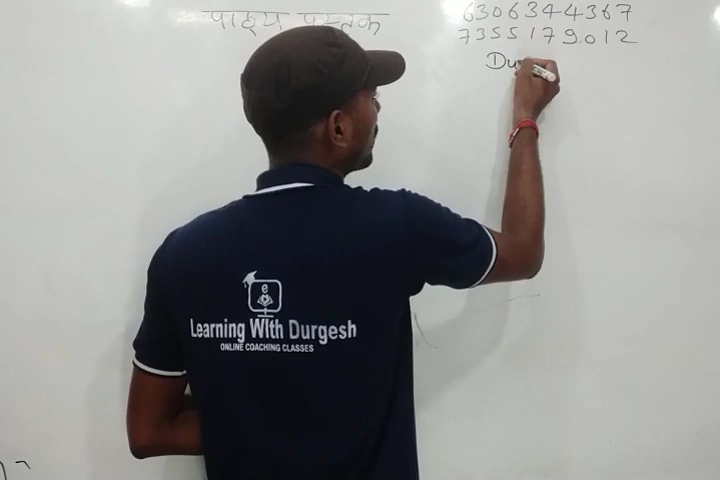 पाठ्य पुस्तक
6306344367
7355179012
Du
e
Learning With Durgesh
ONLINE COACHING CLASSES